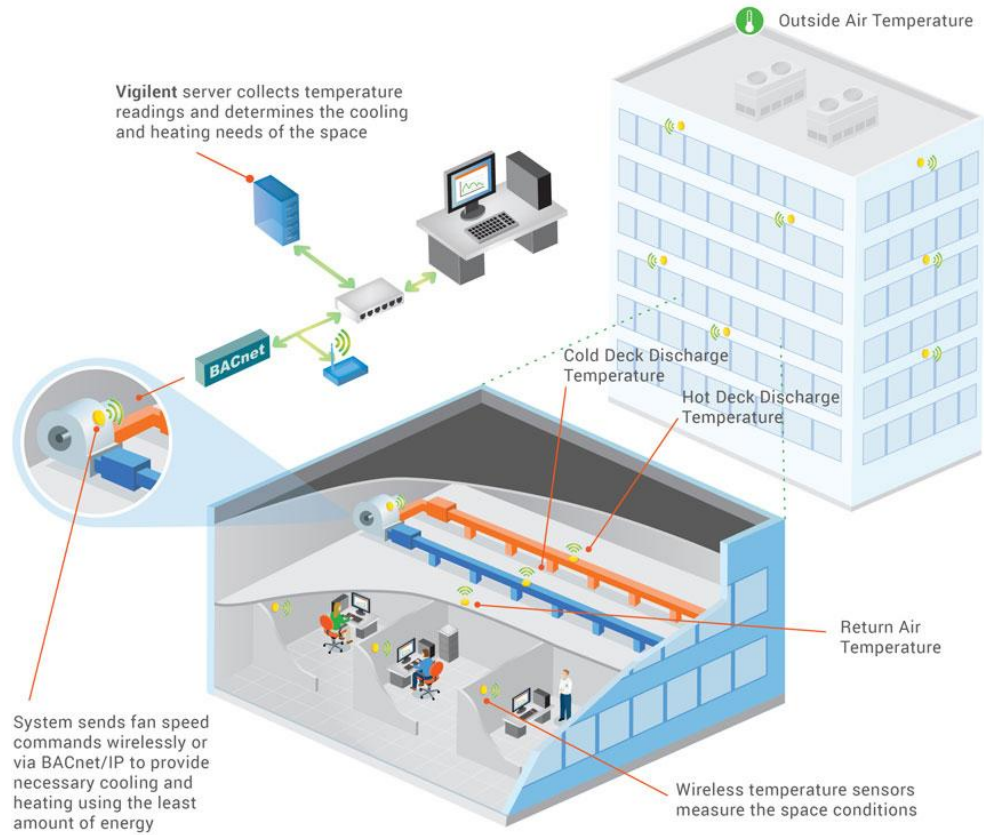 Outside Air Temperature
Vigilent server collects temperature
readings and determines the cooling
and heating needs of the space
BACnet
Cold Deck Discharge
Temperature
Hot Deck Discharge
Temperature
Return Air
Temperature
System sends fan speed
commands wirelessly or
via BACnet/IP to provide
necessary cooling and
heating using the least
amount of energy
Wireless temperature sensors
measure the space conditions